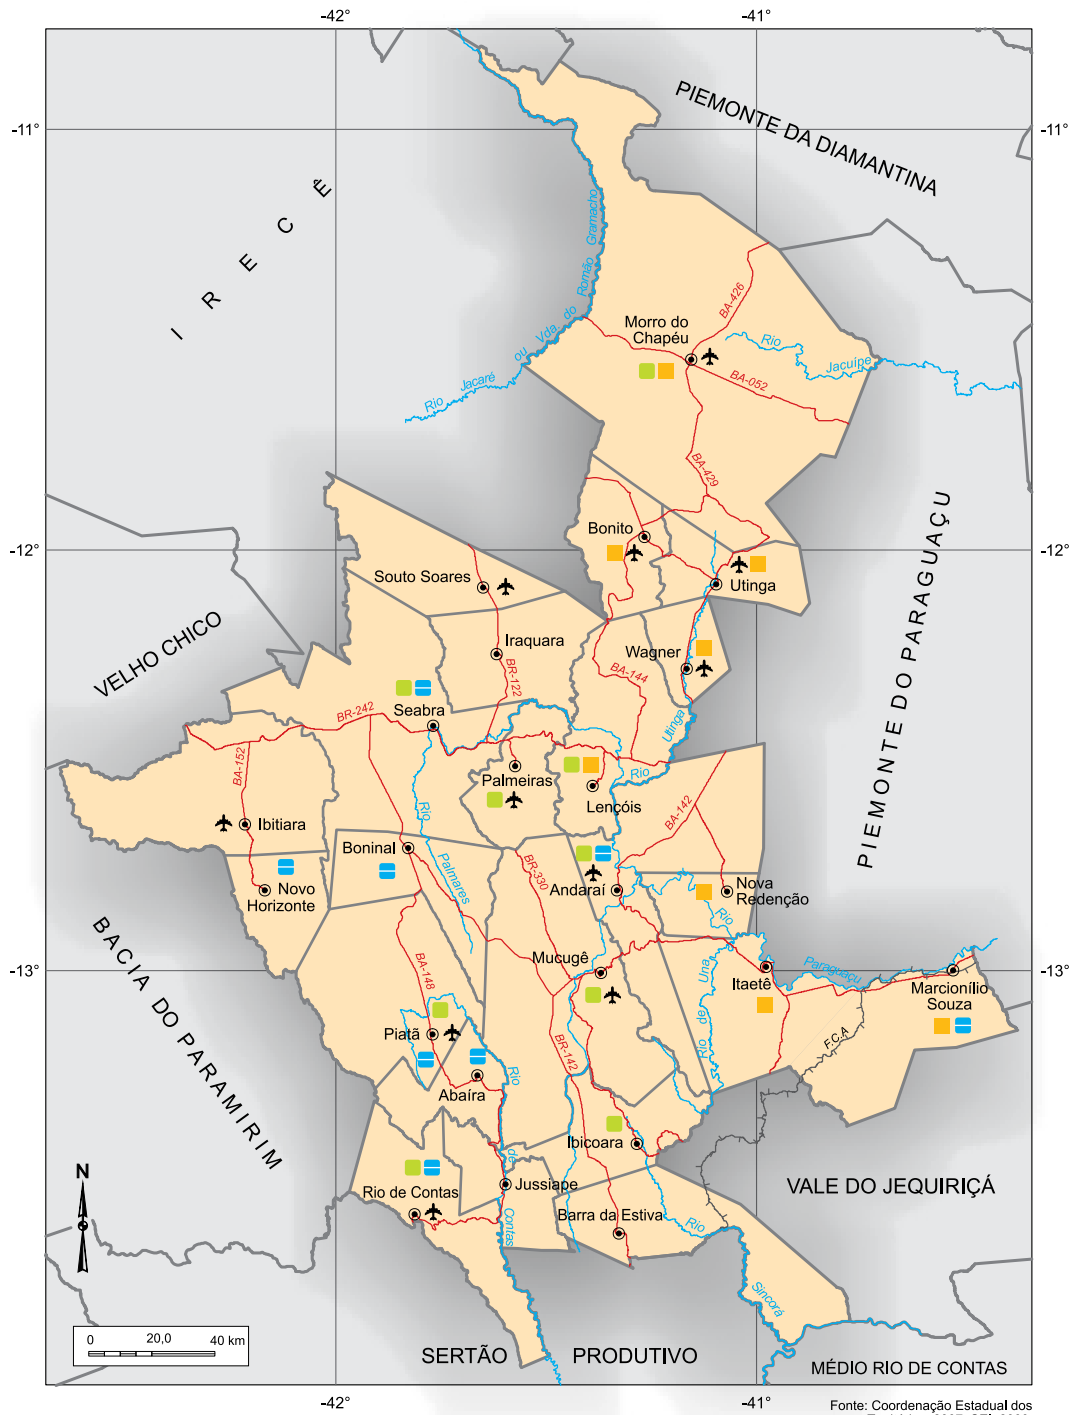 -42°
-41°
-11°
-11°
PIEMONTE DA DIAMANTINA
IRECÊ
Rio Jacaré ou Vda. do Romão Gramacho
BA-426
Morro do
Chapéu
Rio Jacuípe
BA-052
BA-429
-12°
-12°
Bonito
Utinga
Souto Soares
Iraquara
BR-122
Wagner
BA-144
VELHO CHICO
PIEMONTE DO PARAGUAÇU
Seabra
BR-242
Rio Utinga
BA-152
Palmeiras
Lençóis
BA-142
Ibitiara
Rio Palmares
Boninal
BR-330
Andaraí
Nova
Redenção
Novo
Horizonte
Rio Paraguaçu
BACIA DO PARAMIRIM
Mucugê
-13°
-13°
BA-148
Itaetê
Marcionílio
Souza
Rio de Una
F.C.A
Piatã
BR-142
Abaíra
Rio de Contas
Ibicoara
Rio de Contas
Jussiape
VALE DO JEQUIRIÇÁ
Barra da Estiva
Rio Sincorá
N
0 20,0 40 km
SERTÃO PRODUTIVO
MÉDIO RIO DE CONTAS
-42°
-41°
Fonte: Coordenação Estadual dos